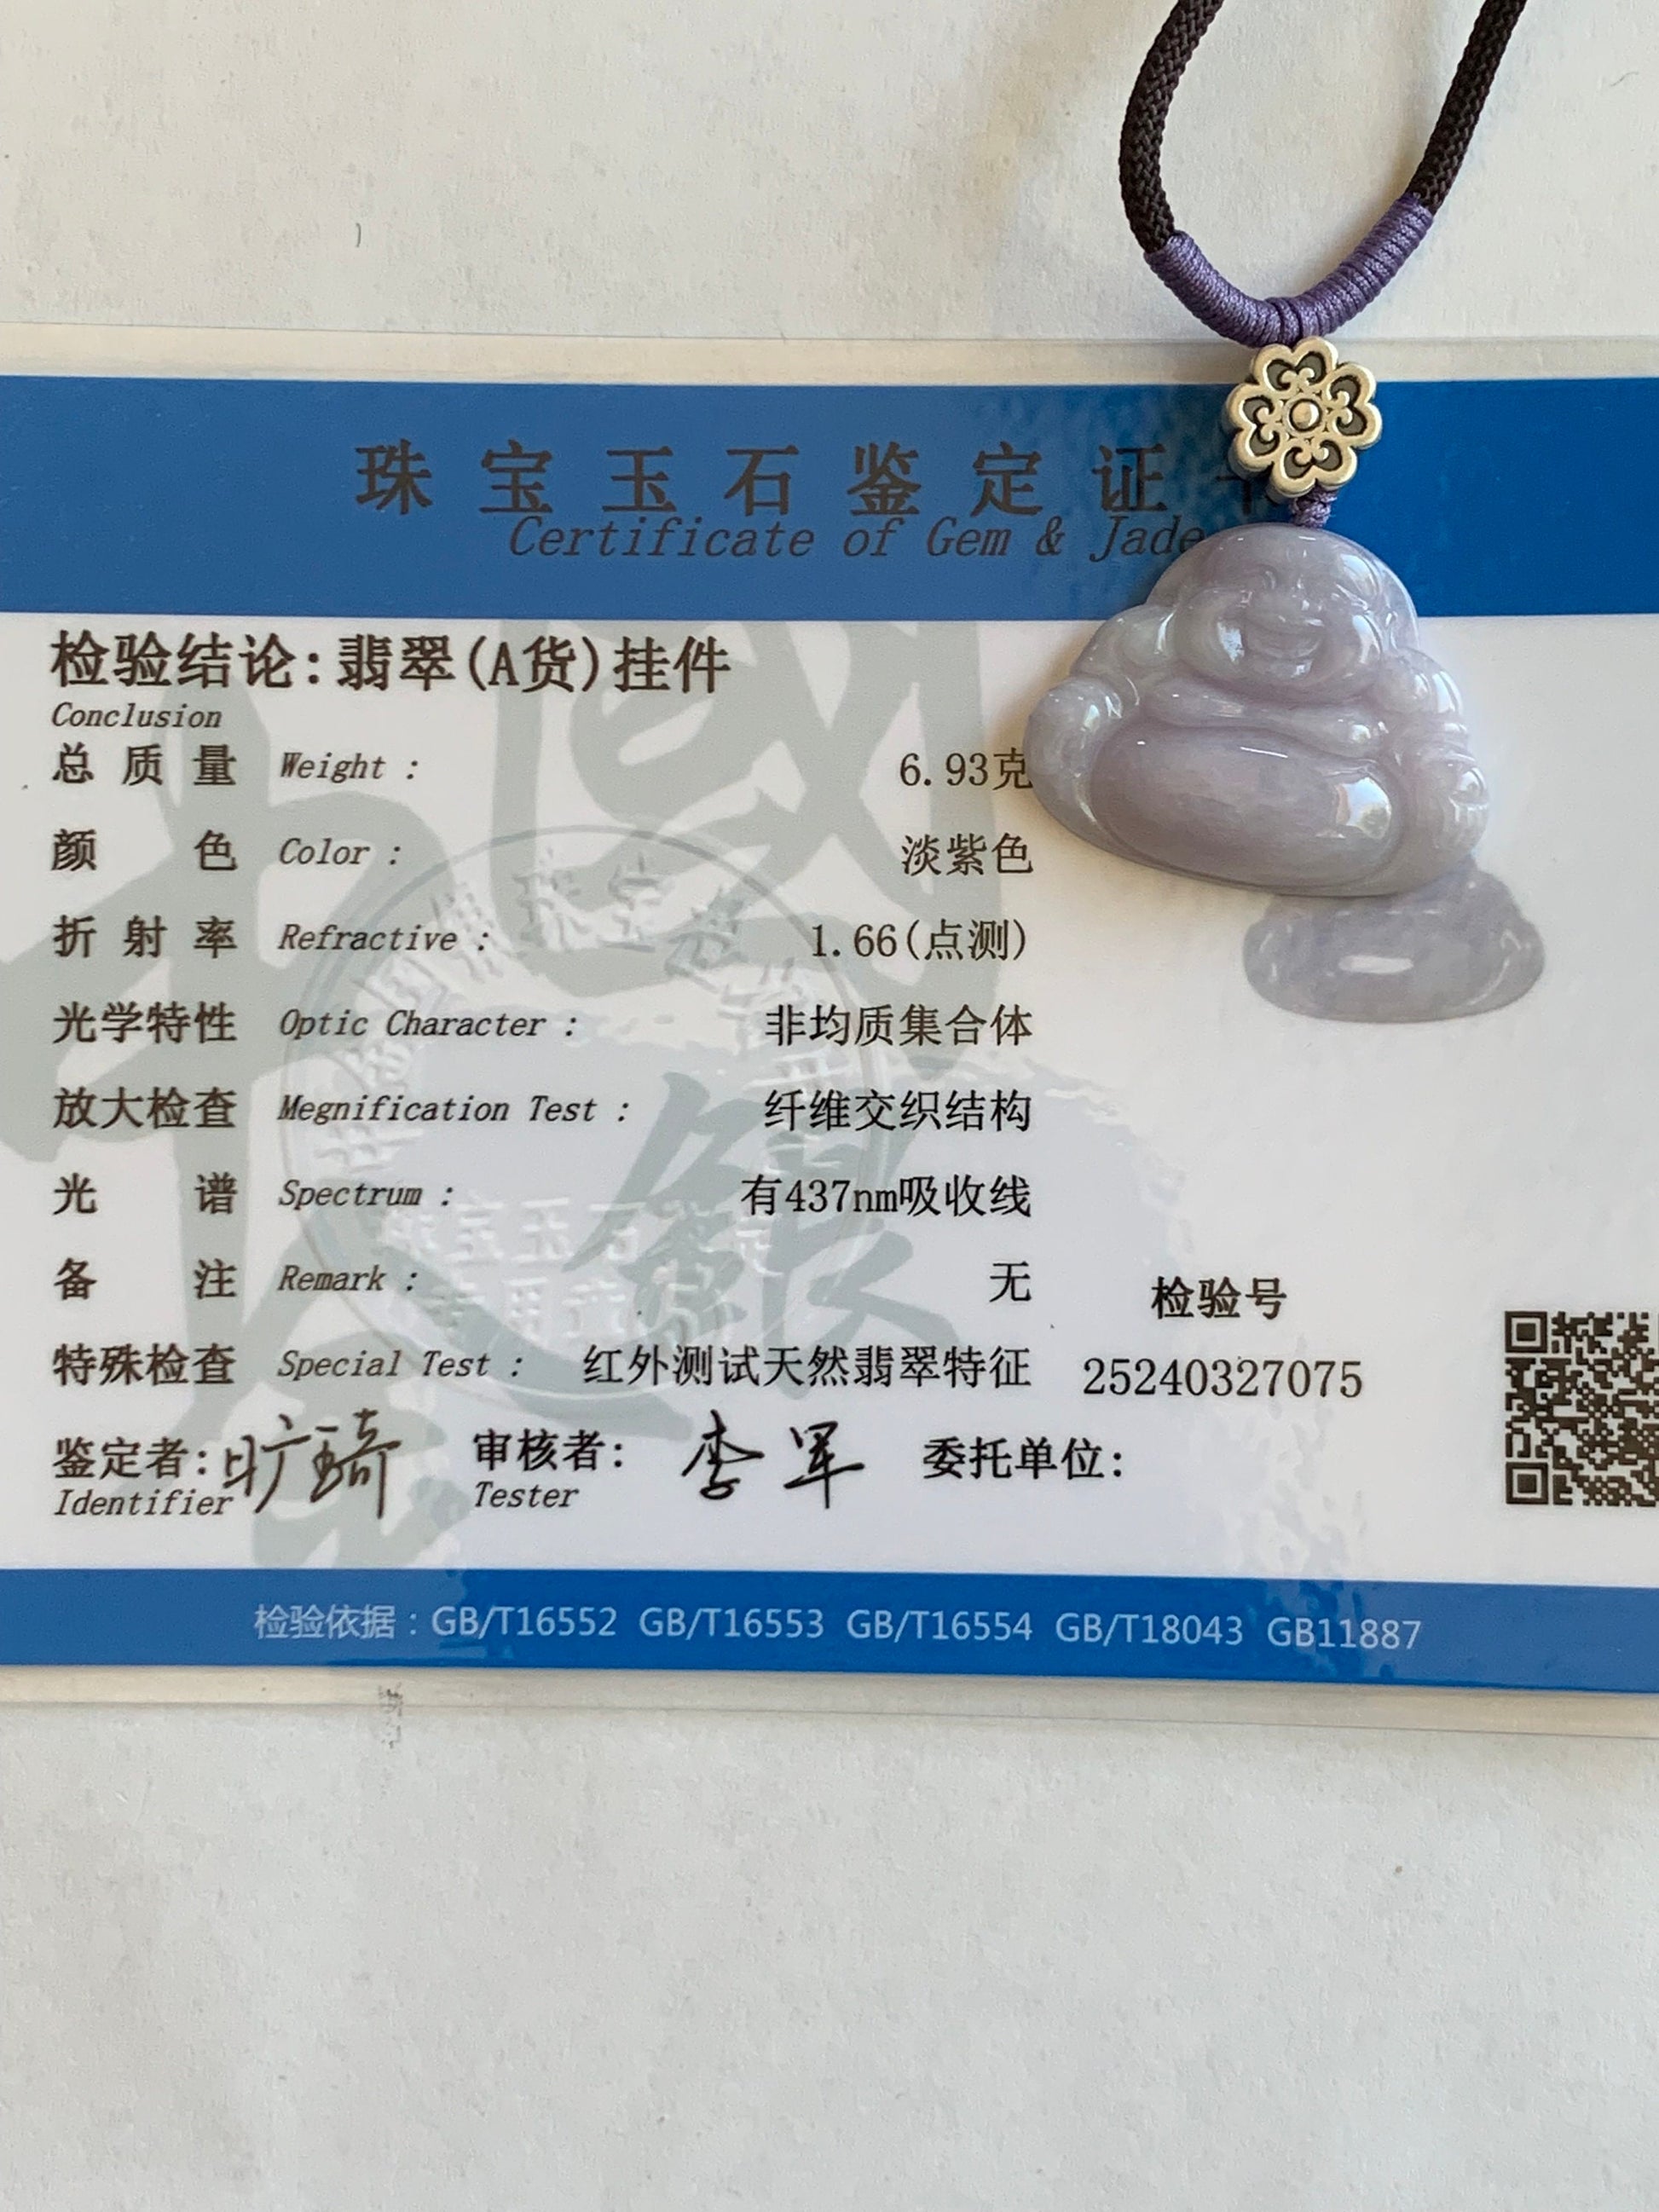 珠宝玉石鉴定证
Certificate of Gem & Jade
检验结论:翡翠(A货)挂件
Conclusion
总质量 Weight : 6.93克
颜色 Color : 淡紫色
折射率 Refractive : 1.66(点测)
光学特性 Optic Character : 非均质集合体
放大检查 Megnification Test : 纤维交织结构
光谱 Spectrum : 有437nm吸收线
备注 Remark : 无
检验号
特殊检查 Special Test : 红外测试天然翡翠特征
25240327075
鉴定者: 旷琦 审核者: 李军 委托单位:
Identifier Tester
检验依据：GB/T16552 GB/T16553 GB/T16554 GB/T18043 GB11887